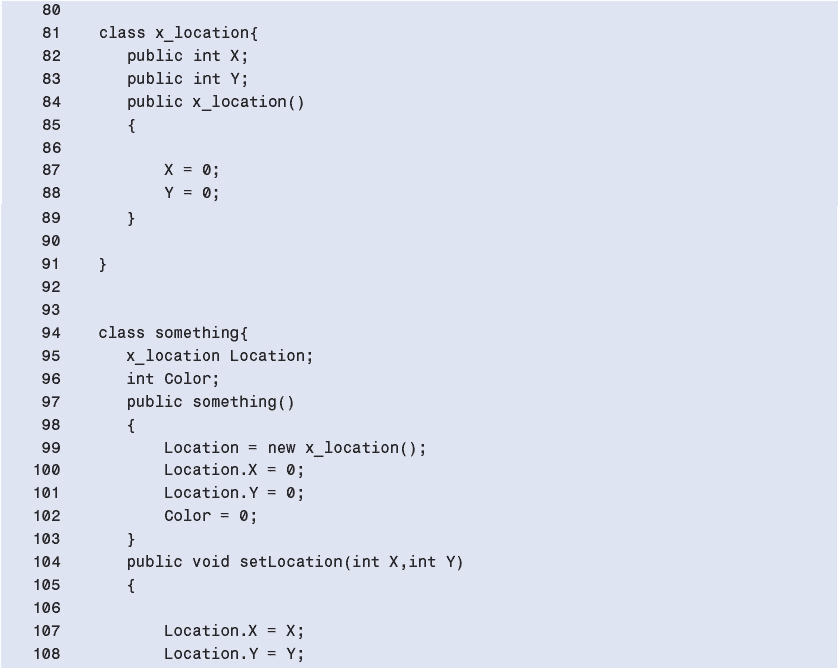 80
81 class x_location{
82 public int X;
83 public int Y;
84 public x_location()
85 {
86
87 X = 0;
88 Y = 0;
89 }
90
91 }
92
93
94 class something{
95 x_location Location;
96 int Color;
97 public something()
98 {
99 Location = new x_location();
100 Location.X = 0;
101 Location.Y = 0;
102 Color = 0;
103 }
104 public void setLocation(int X,int Y)
105 {
106
107 Location.X = X;
108 Location.Y = Y;